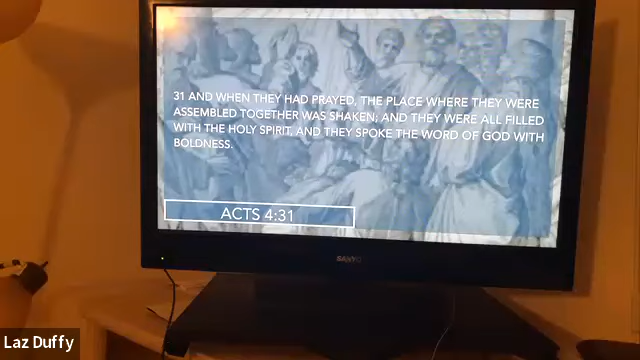 31 AND WHEN THEY HAD PRAYED, THE PLACE WHERE THEY WERE
ASSEMBLED TOGETHER WAS SHAKEN; AND THEY WERE ALL FILLED
WITH THE HOLY SPIRIT, AND THEY SPOKE THE WORD OF GOD WITH
BOLDNESS.
ACTS 4:31
SANYO
Laz Duffy